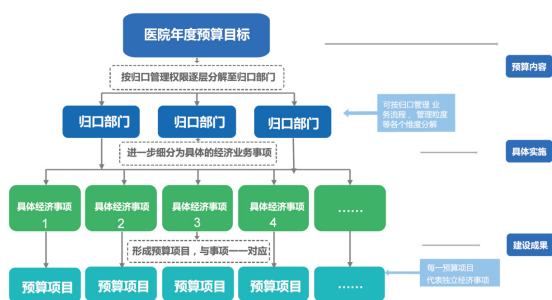 医院年度预算目标
预算内容
按归口管理权限逐层分解至归口部门
归口部门
归口部门
归口部门
可按归口管理 业
务流程、管理粒度
等各个维度分解
进一步细分为具体的经济业务事项
具体实施
具体经济事项
1
具体经济事项
2
具体经济事项
3
具体经济事项
4
......
形成预算项目，与事项一一对应
建设成果
预算项目
预算项目
预算项目
预算项目
......
每一预算项目
代表独立经济事项